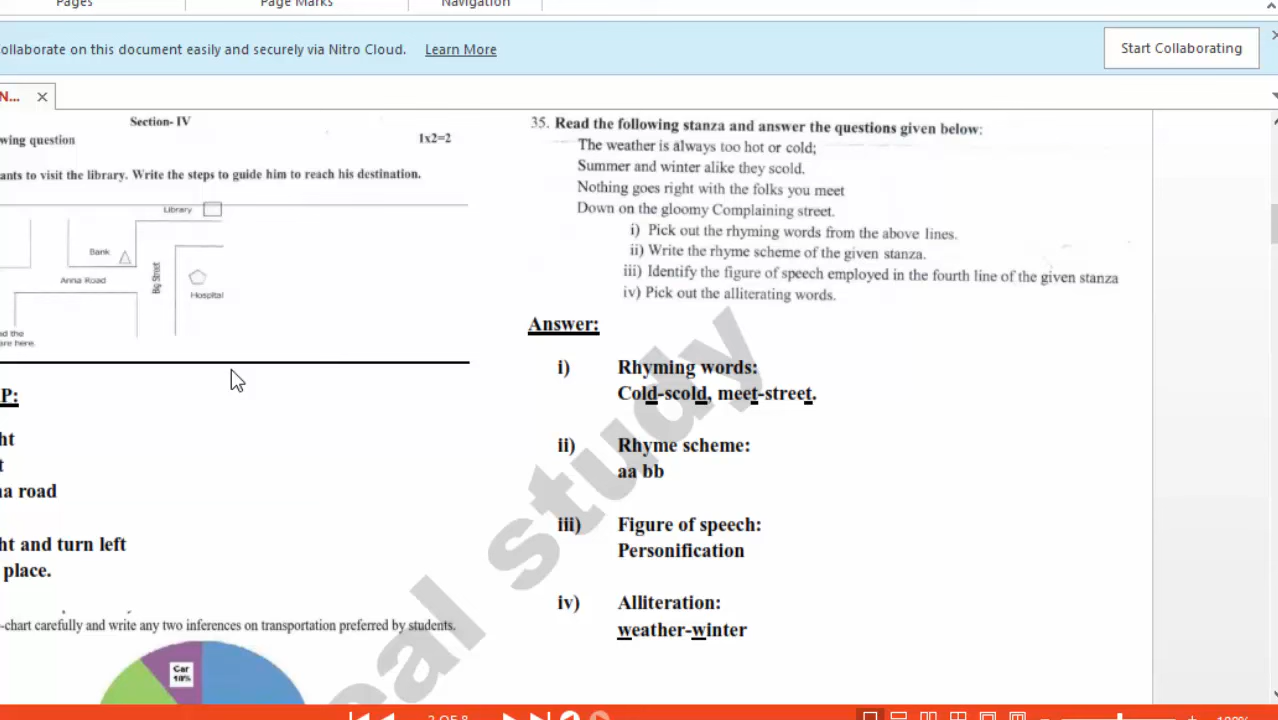 Pages
Page Marks
Navigation
ollaborate on this document easily and securely via Nitro Cloud. Learn More
Start Collaborating
N...
Section- IV
wing question
1x2=2
ants to visit the library. Write the steps to guide him to reach his destination.
Library
Bank
Anna Road
Big Street
Hospital
ad the
are here.
P:
ht
t
a road
ht and turn left
place.
-chart carefully and write any two inferences on transportation preferred by students.
Car
10%
35. Read the following stanza and answer the questions given below:
The weather is always too hot or cold;
Summer and winter alike they scold.
Nothing goes right with the folks you meet
Down on the gloomy Complaining street.
i) Pick out the rhyming words from the above lines.
ii) Write the rhyme scheme of the given stanza.
iii) Identify the figure of speech employed in the fourth line of the given stanza
iv) Pick out the alliterating words.
Answer:
i) Rhyming words:
Cold-scold, meet-street.
ii) Rhyme scheme:
aa bb
iii) Figure of speech:
Personification
iv) Alliteration:
weather-winter
eal study